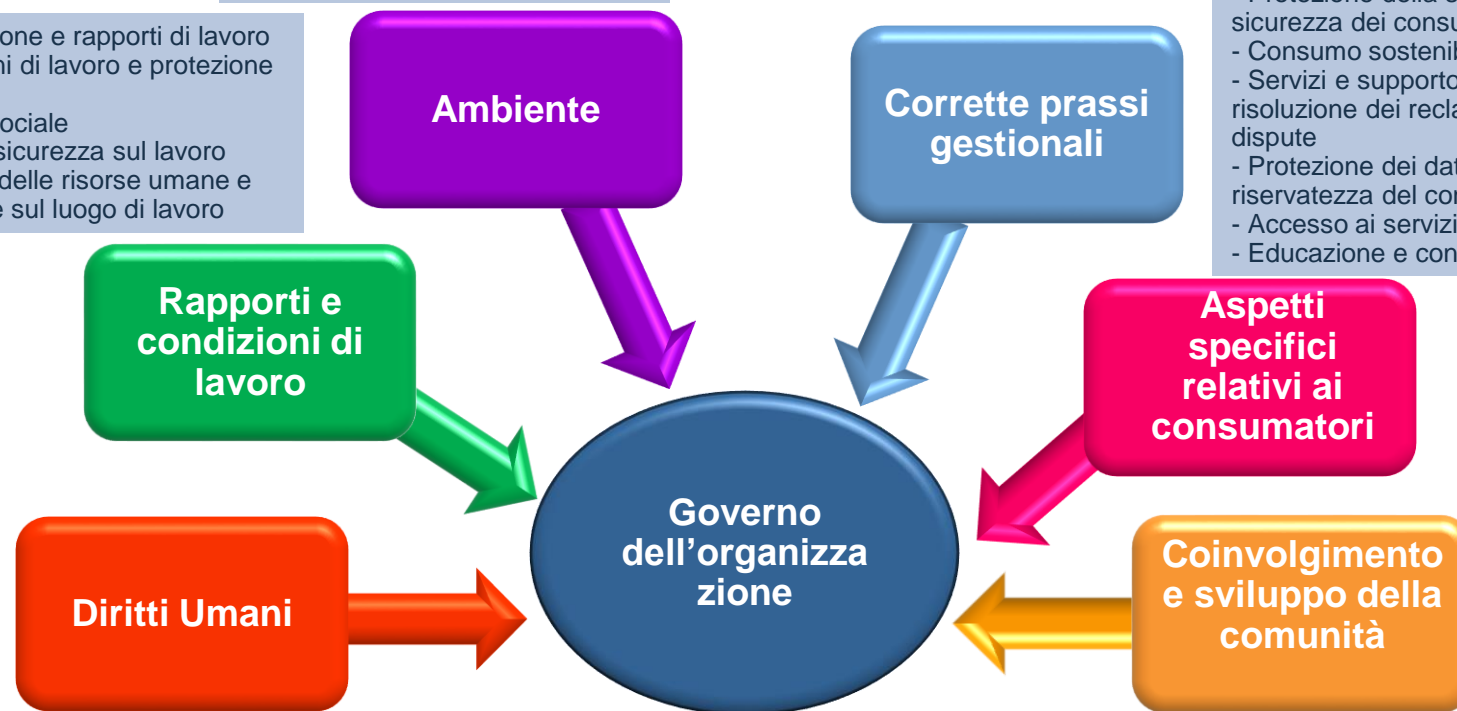 one e rapporti di lavoro
ni di lavoro e protezione
ociale
sicurezza sul lavoro
delle risorse umane e
e sul luogo di lavoro
Ambiente
Corrette prassi
gestionali
- Protezione della
sicurezza dei consu
- Consumo sostenib
- Servizi e supporto
risoluzione dei recla
dispute
- Protezione dei dat
riservatezza del con
- Accesso ai servizi
- Educazione e con
Rapporti e
condizioni di
lavoro
Aspetti
specifici
relativi ai
consumatori
Governo
dell’organizza
zione
Diritti Umani
Coinvolgimento
e sviluppo della
comunità